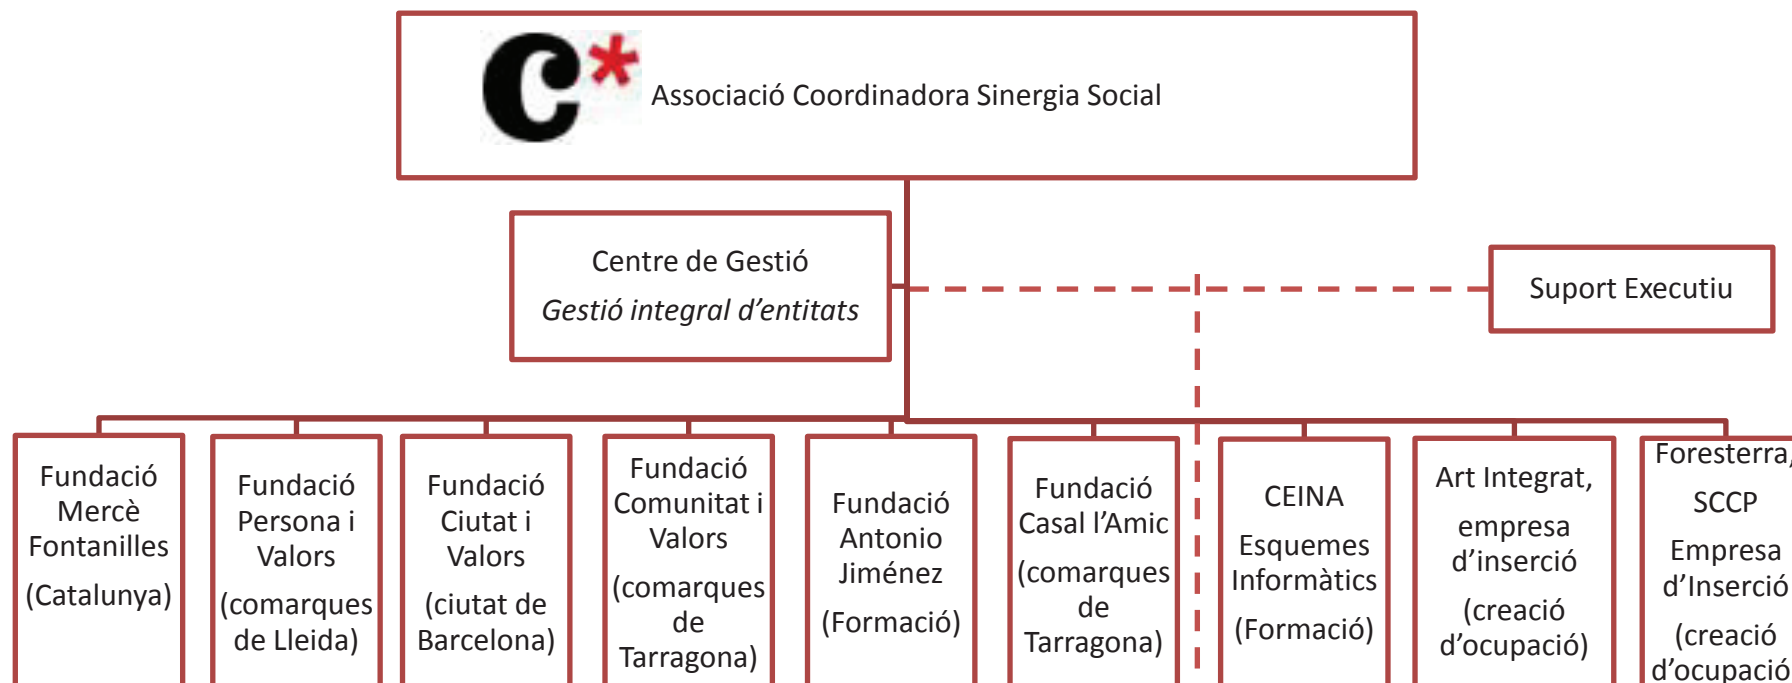 C*
Associació Coordinadora Sinergia Social
Centre de Gestió
Gestió integral d'entitats
Suport Executiu
Fundació
Mercè
Fontanilles
(Catalunya)
Fundació
Persona i
Valors
(comarques
de Lleida)
Fundació
Ciutat i
Valors
(ciutat de
Barcelona)
Fundació
Comunitat i
Valors
(comarques
de
Tarragona)
Fundació
Antonio
Jiménez
(Formació)
Fundació
Casal l'Amic
(comarques
de
Tarragona)
CEINA
Esquemes
Informàtics
(Formació)
Art Integrat,
empresa
d'inserció
(creació
d'ocupació)
Foresterra,
SCCP
Empresa
d'Inserció
(creació
d'ocupació